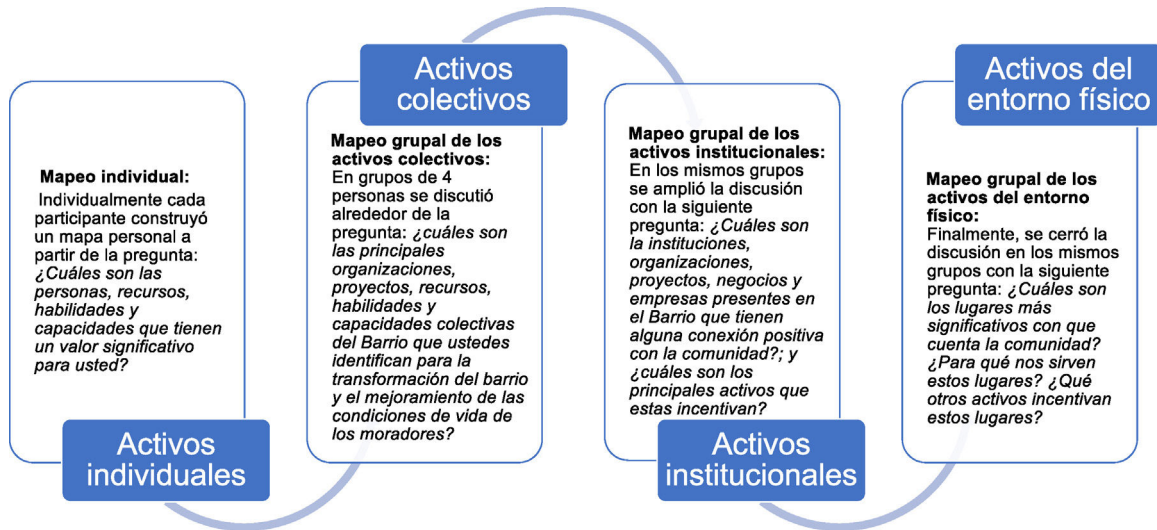 Mapeo individual:
Individualmente cada
participante construyó
un mapa personal a
partir de la pregunta:
¿Cuáles son las
personas, recursos,
habilidades y
capacidades que tienen
un valor significativo
para usted?
Activos
individuales
Activos
colectivos
Mapeo grupal de los
activos colectivos:
En grupos de 4
personas se discutió
alrededor de la
pregunta: ¿cuáles son
las principales
organizaciones,
proyectos, recursos,
habilidades y
capacidades colectivas
del Barrio que ustedes
identifican para la
transformación del barrio
y el mejoramiento de las
condiciones de vida de
los moradores?
Mapeo grupal de los
activos institucionales:
En los mismos grupos
se amplió la discusión
con la siguiente
pregunta: ¿Cuáles son
la instituciones,
organizaciones,
proyectos, negocios y
empresas presentes en
el Barrio que tienen
alguna conexión positiva
con la comunidad?; y
¿cuáles son los
principales activos que
estas incentivan?
Activos
institucionales
Activos del
entorno físico
Mapeo grupal de los
activos del entorno
físico:
Finalmente, se cerró la
discusión en los mismos
grupos con la siguiente
pregunta: ¿Cuáles son
los lugares más
significativos con que
cuenta la comunidad?
¿Para qué nos sirven
estos lugares? ¿Qué
otros activos incentivan
estos lugares?